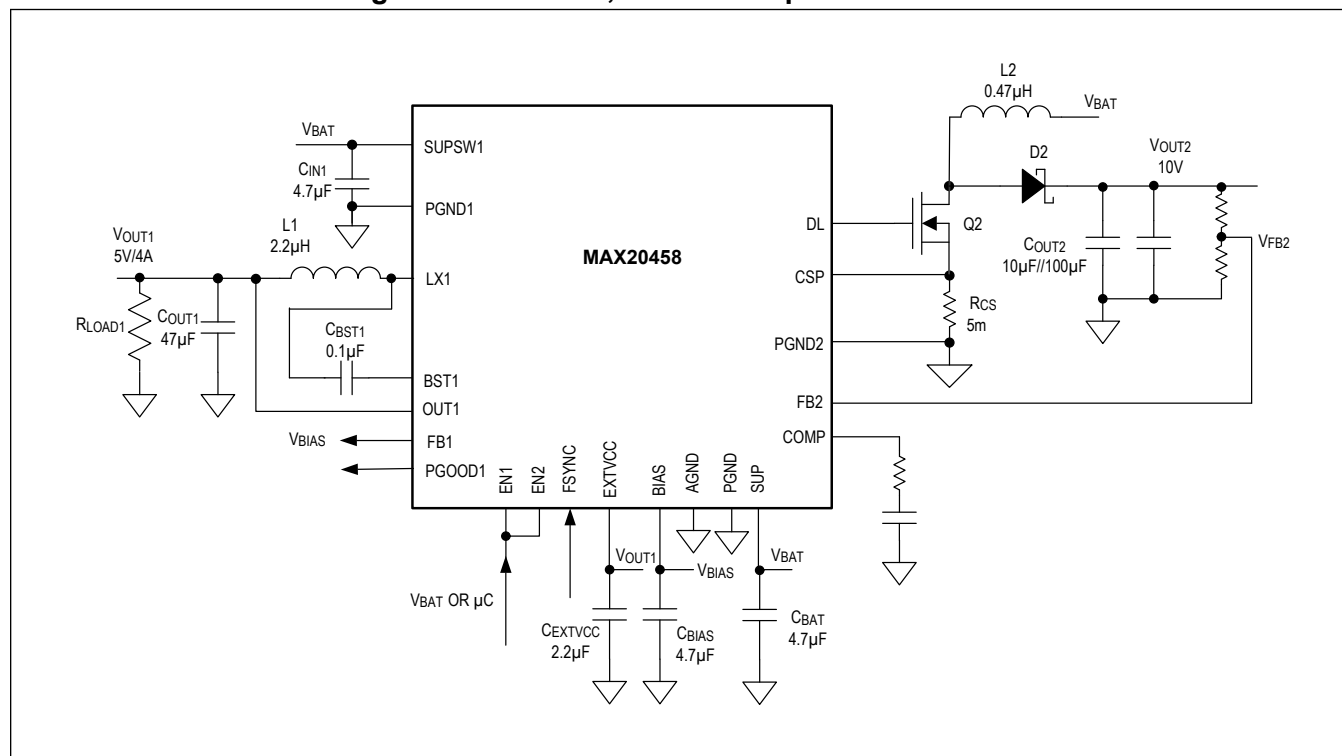 L2
0.47µH
VBAT
VBAT
SUPSW1
CIN1
4.7µF
PGND1
D2
VOUT2
10V
DL
Q2
VFB2
COUT2
10µF//100µF
L1
2.2µH
VOUT1
5V/4A
MAX20458
LX1
CSP
RCS
5m
RLOAD1
COUT1
47µF
CBST1
0.1µF
PGND2
BST1
OUT1
FB2
VBIAS
FB1
COMP
PGOOD1
EN1
EN2
FSYNC
EXTVCC
BIAS
AGND
PGND
SUP
VOUT1
VBIAS
VBAT
VBAT OR µC
CEXTVCC
2.2µF
CBIAS
4.7µF
CBAT
4.7µF